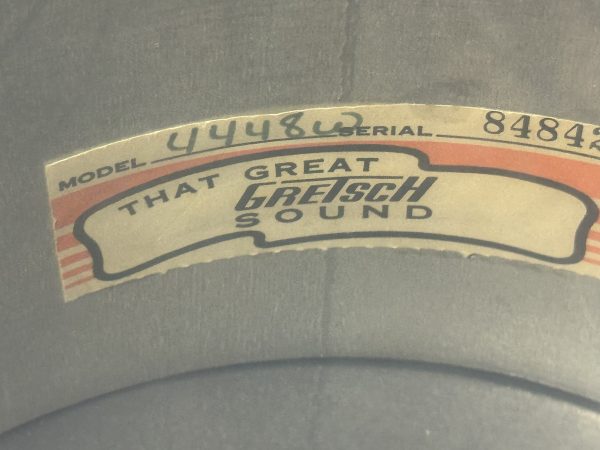 MODEL 4448W SERIAL 84842
THAT GREAT
GRETSCH
SOUND